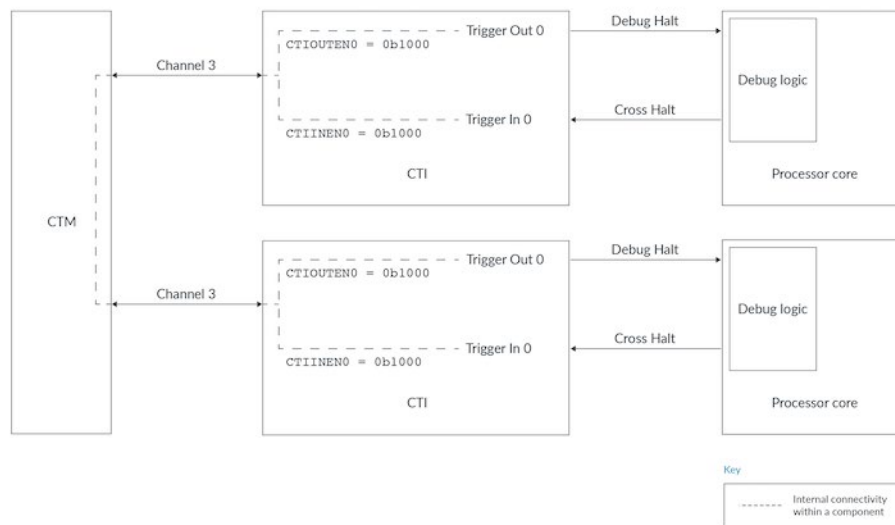 Trigger Out 0
Debug Halt
CTIOUTEN0 = 0b1000
Channel 3
Debug logic
Trigger In 0
Cross Halt
CTIINEN0 = 0b1000
CTI
Processor core
CTM
Trigger Out 0
Debug Halt
CTIOUTEN0 = 0b1000
Channel 3
Debug logic
Trigger In 0
Cross Halt
CTIINEN0 = 0b1000
CTI
Processor core
Key
Internal connectivity
within a component